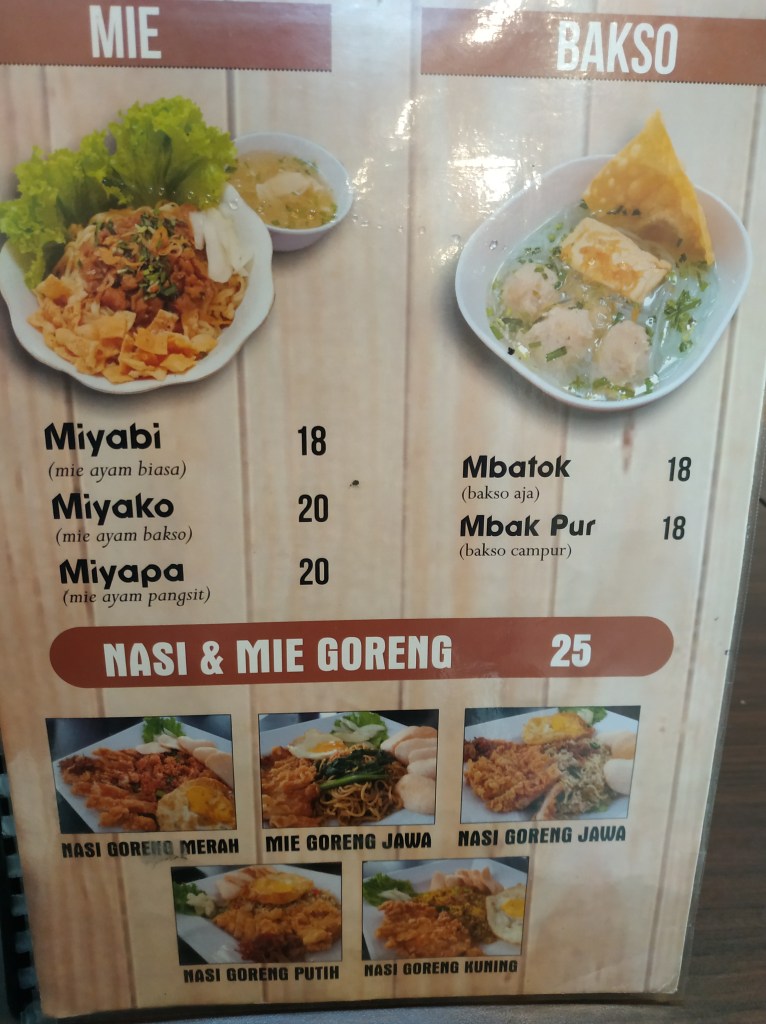 MIE
Miyabi 18
(mie ayam biasa)
Miyako 20
(mie ayam bakso)
Miyapa 20
(mie ayam pangsit)
BAKSO
Mbatok 18
(bakso aja)
Mbak Pur 18
(bakso campur)
NASI & MIE GORENG 25
NASI GORENG MERAH
MIE GORENG JAWA
NASI GORENG JAWA
NASI GORENG PUTIH
NASI GORENG KUNING